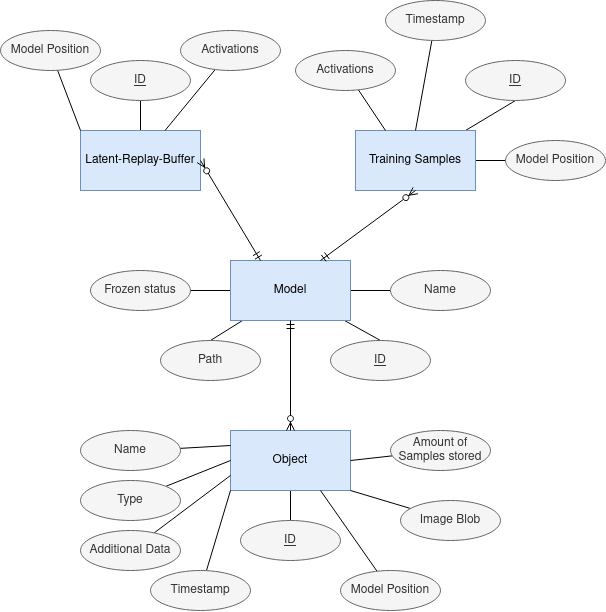 Timestamp
Model Position
Activations
ID
Activations
ID
Latent-Replay-Buffer
Training Samples
Model Position
Frozen status
Model
Name
Path
ID
Name
Object
Amount of
Samples stored
Type
Image Blob
Additional Data
ID
Timestamp
Model Position